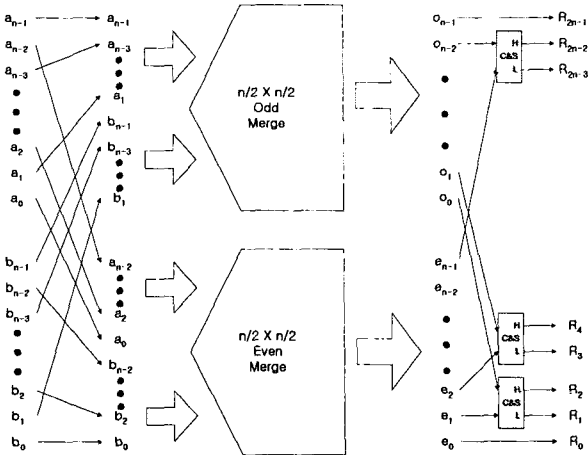 a_{n-1} a_{n-1} o_{n-1} R_{2n-1}
a_{n-2} a_{n-3} o_{n-2} H R_{2n-2}
C&S
a_{n-3} L R_{2n-3}
a_1
n/2 X n/2
Odd
Merge
b_{n-1}
a_2 b_{n-3}
a_1 o_1
a_0 b_1 o_0
b_{n-1} a_{n-2} e_{n-1}
b_{n-2} e_{n-2}
b_{n-3} a_2
n/2 X n/2
Even
Merge
H R_4
C&S
a_0 L R_3
b_{n-2}
b_2 e_2 H R_2
C&S
b_1 b_2 e_1 L R_1
b_0 b_0 e_0 R_0